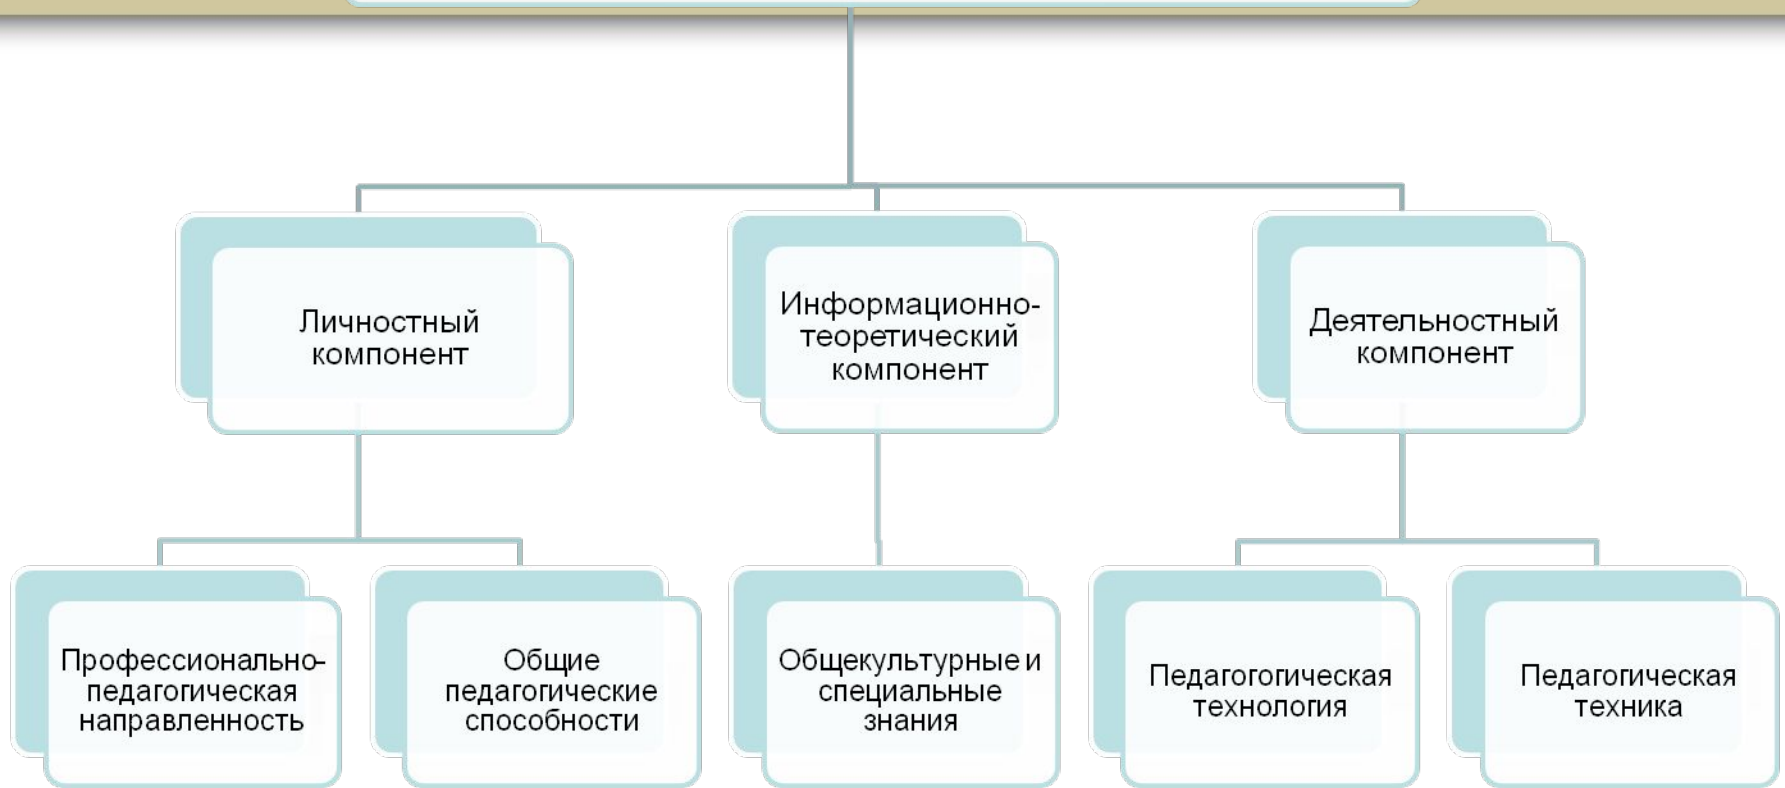 Личностный
компонент
Информационно-
теоретический
компонент
Деятельностный
компонент
Профессионально-
педагогическая
направленность
Общие
педагогические
способности
Общекультурные и
специальные
знания
Педагогогическая
технология
Педагогическая
техника